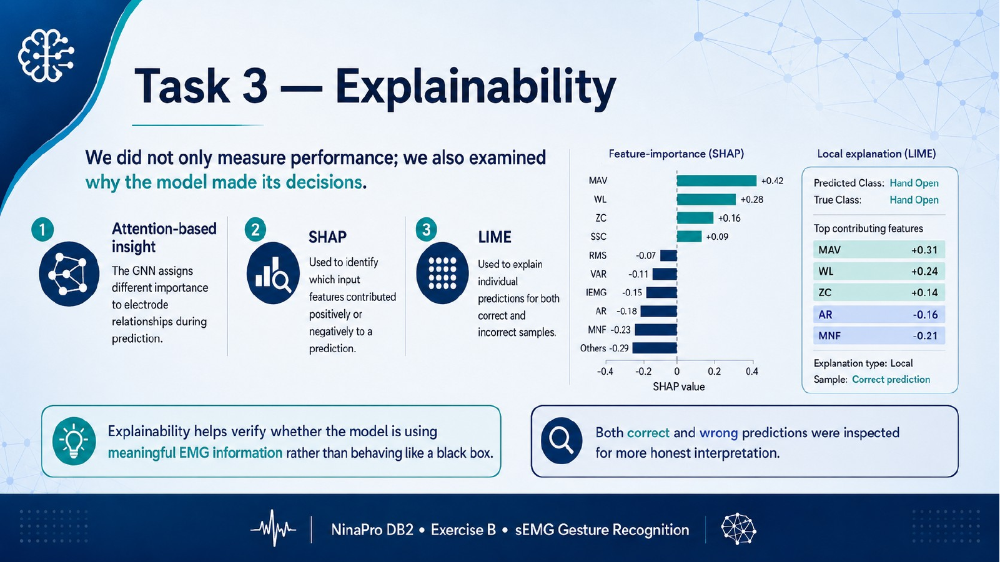 Task 3 — Explainability
We did not only measure performance; we also examined
why the model made its decisions.
1
Attention-based
insight
The GNN assigns
different importance
to electrode
relationships during
prediction.
2
SHAP
Used to identify
which input
features contributed
positively or
negatively to a
prediction.
3
LIME
Used to explain
individual
predictions for both
correct and
incorrect samples.
Feature-importance (SHAP)
MAV +0.42
WL +0.28
ZC +0.16
SSC +0.09
RMS -0.07
VAR -0.11
IEMG -0.15
AR -0.18
MNF -0.23
Others -0.29
-0.4 -0.2 0 0.2 0.4
SHAP value
Local explanation (LIME)
Predicted Class: Hand Open
True Class: Hand Open
Top contributing features
MAV +0.31
WL +0.24
ZC +0.14
AR -0.16
MNF -0.21
Explanation type: Local
Sample: Correct prediction
Explainability helps verify whether the model is using
meaningful EMG information rather than behaving like a black box.
Both correct and wrong predictions were inspected
for more honest interpretation.
NinaPro DB2 • Exercise B • sEMG Gesture Recognition